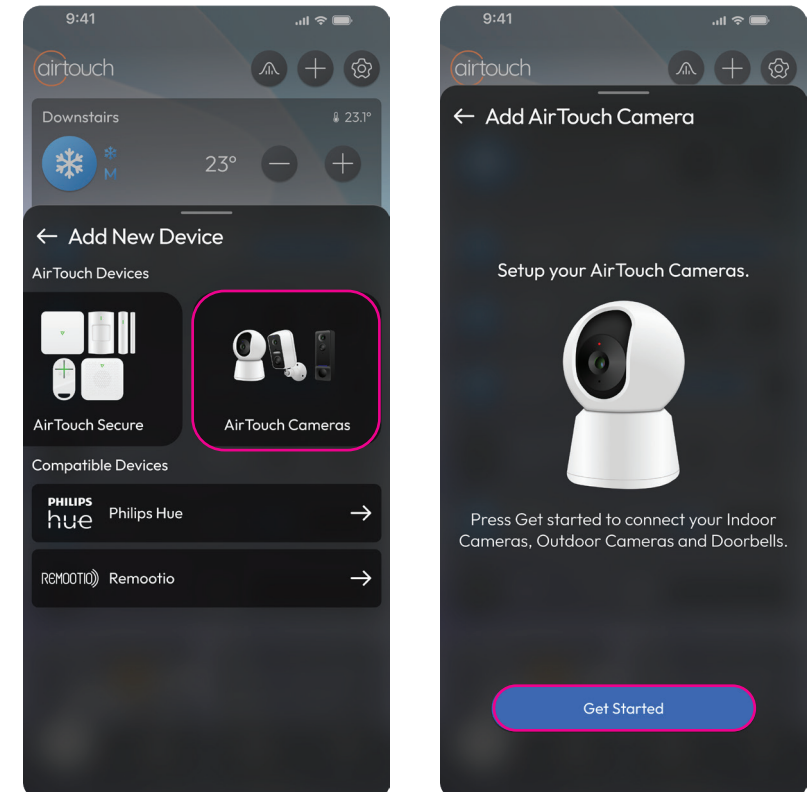 9:41
airtouch
Downstairs
23.1°
M
23°
Add New Device
AirTouch Devices
AirTouch Secure
AirTouch Cameras
Compatible Devices
PHILIPS
hue
Philips Hue
REMOOTIO
Remootio
9:41
airtouch
Add AirTouch Camera
Setup your AirTouch Cameras.
Press Get started to connect your Indoor
Cameras, Outdoor Cameras and Doorbells.
Get Started